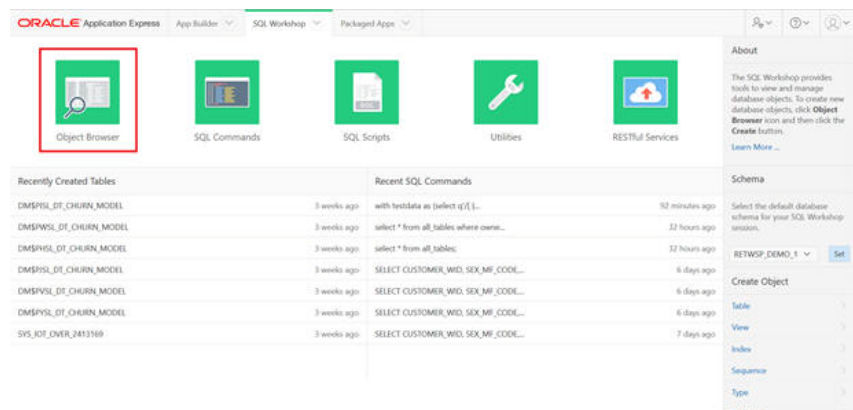 ORACLE Application Express App Builder SQL Workshop Packaged Apps
Object Browser
SQL Commands
SQL
SQL Scripts
Utilities
RESTful Services
Recently Created Tables
DM$PJSL_DT_CHURN_MODEL 3 weeks ago
DM$PWSL_DT_CHURN_MODEL 3 weeks ago
DM$PHSL_DT_CHURN_MODEL 3 weeks ago
3 weeks ago
DM$PVSL_DT_CHURN_MODEL 3 weeks ago
DM$PYSL_DT_CHURN_MODEL 3 weeks ago
SYS_IOT_OVER_2413169 3 weeks ago
Recent SQL Commands
with testdata as (select 92 minutes ago
select * from all_tables where owne... 32 hours ago
select * from all_tables; 32 hours ago
SELECT CUSTOMER_WID, SEX_MF_CODE,... 6 days ago
SELECT CUSTOMER_WID, SEX_MF_CODE,... 6 days ago
SELECT CUSTOMER_WID, SEX_MF_CODE,... 6 days ago
SELECT CUSTOMER_WID, SEX_MF_CODE,... 7 days ago
About
The SQL Workshop provides
tools to view and manage
database objects. To create new
database objects, click Object
Browser icon and then click the
Create button.
Learn More ...
Schema
Select the default database
schema for your SQL Workshop
session.
RETWSP_DEMO_1 Set
Create Object
Table
View
Index
Sequence
Type